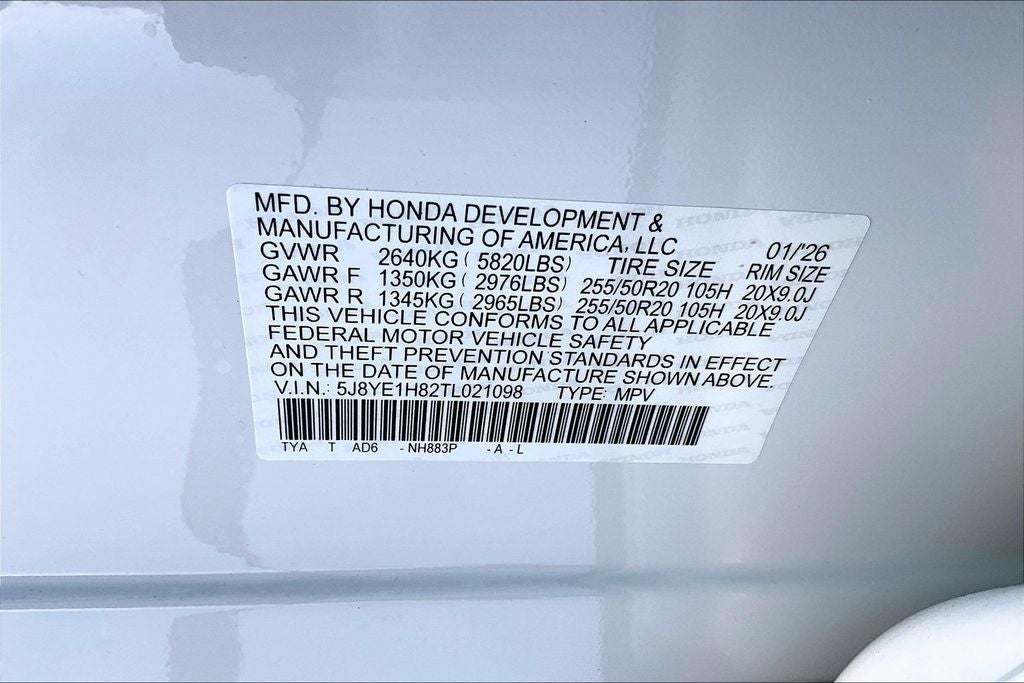 MFD. BY HONDA DEVELOPMENT &
MANUFACTURING OF AMERICA, LLC 01/'26
GVWR 2640KG ( 5820LBS) TIRE SIZE RIM SIZE
GAWR F 1350KG ( 2976LBS) 255/50R20 105H 20X9.0J
GAWR R 1345KG ( 2965LBS) 255/50R20 105H 20X9.0J
THIS VEHICLE CONFORMS TO ALL APPLICABLE
FEDERAL MOTOR VEHICLE SAFETY
AND THEFT PREVENTION STANDARDS IN EFFECT
ON THE DATE OF MANUFACTURE SHOWN ABOVE.
V.I.N.: 5J8YE1H82TL021098 TYPE: MPV
TYA T AD6 - NH883P - A - L